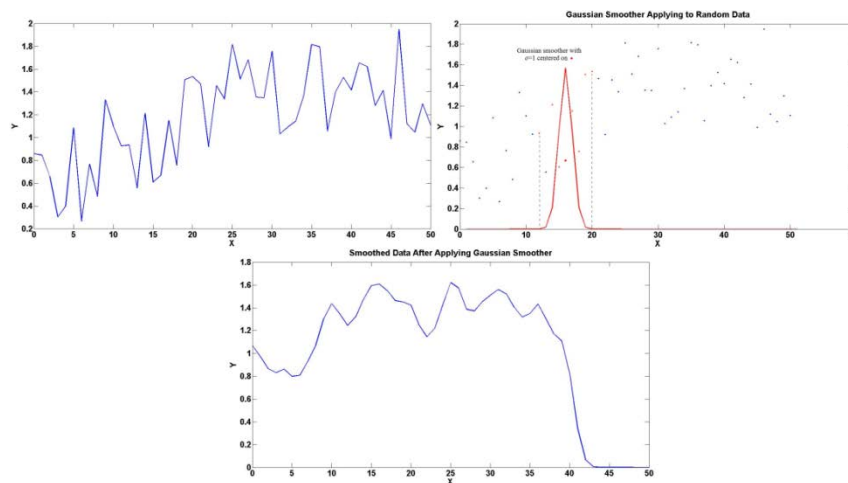 2
1.8
1.6
1.4
1.2
1
0.8
0.6
0.4
0.2
Y
0 5 10 15 20 25 30 35 40 45 50
X
Gaussian Smoother Applying to Random Data
Gaussian smoother with
σ=1 centered on *
2
1.8
1.6
1.4
1.2
1
0.8
0.6
0.4
0.2
0
Y
10 20 30 40 50
X
Smoothed Data After Applying Gaussian Smoother
1.8
1.6
1.4
1.2
1
0.8
0.6
0.4
0.2
0
Y
0 5 10 15 20 25 30 35 40 45 50
X